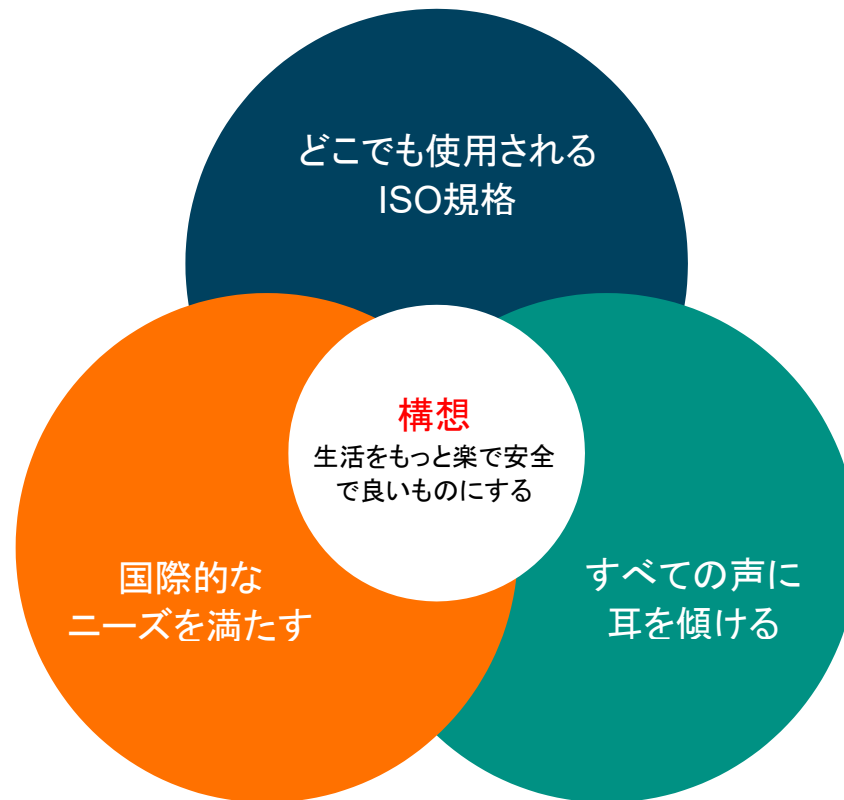 どこでも使用される
ISO規格
構想
生活をもっと楽で安全
で良いものにする
国際的な
ニーズを満たす
すべての声に
耳を傾ける